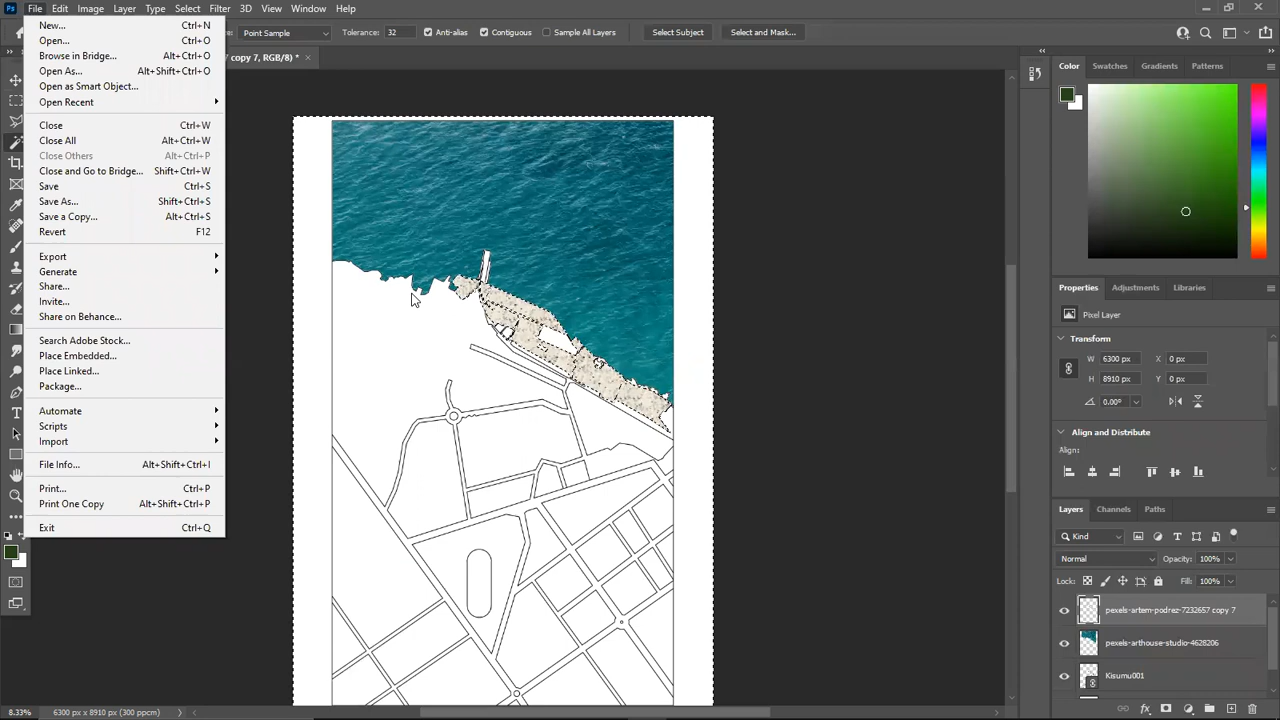 Ps File Edit Image Layer Type Select Filter 3D View Window Help
Point Sample Tolerance: 32 Anti-alias Contiguous Sample All Layers Select Subject Select and Mask...
copy 7, RGB/8) * ×
New... Ctrl+N
Open... Ctrl+O
Browse in Bridge... Alt+Ctrl+O
Open As... Alt+Shift+Ctrl+O
Open as Smart Object...
Open Recent
Close Ctrl+W
Close All Alt+Ctrl+W
Close Others Alt+Ctrl+P
Close and Go to Bridge... Shift+Ctrl+W
Save Ctrl+S
Save As... Shift+Ctrl+S
Save a Copy... Alt+Ctrl+S
Revert F12
Export
Generate
Share...
Invite...
Share on Behance...
Search Adobe Stock...
Place Embedded...
Place Linked...
Package...
Automate
Scripts
Import
File Info... Alt+Shift+Ctrl+I
Print... Ctrl+P
Print One Copy Alt+Shift+Ctrl+P
Exit Ctrl+Q
Color Swatches Gradients Patterns
Properties Adjustments Libraries
Pixel Layer
Transform
W 6300 px X 0 px
H 8910 px Y 0 px
0.00°
Align and Distribute
Align:
Layers Channels Paths
Kind
Normal Opacity: 100%
Lock: Fill: 100%
pexels-artem-podrez-7232657 copy 7
pexels-arthouse-studio-4628206
Kisumu001
8.33% 6300 px x 8910 px (300 ppcm)